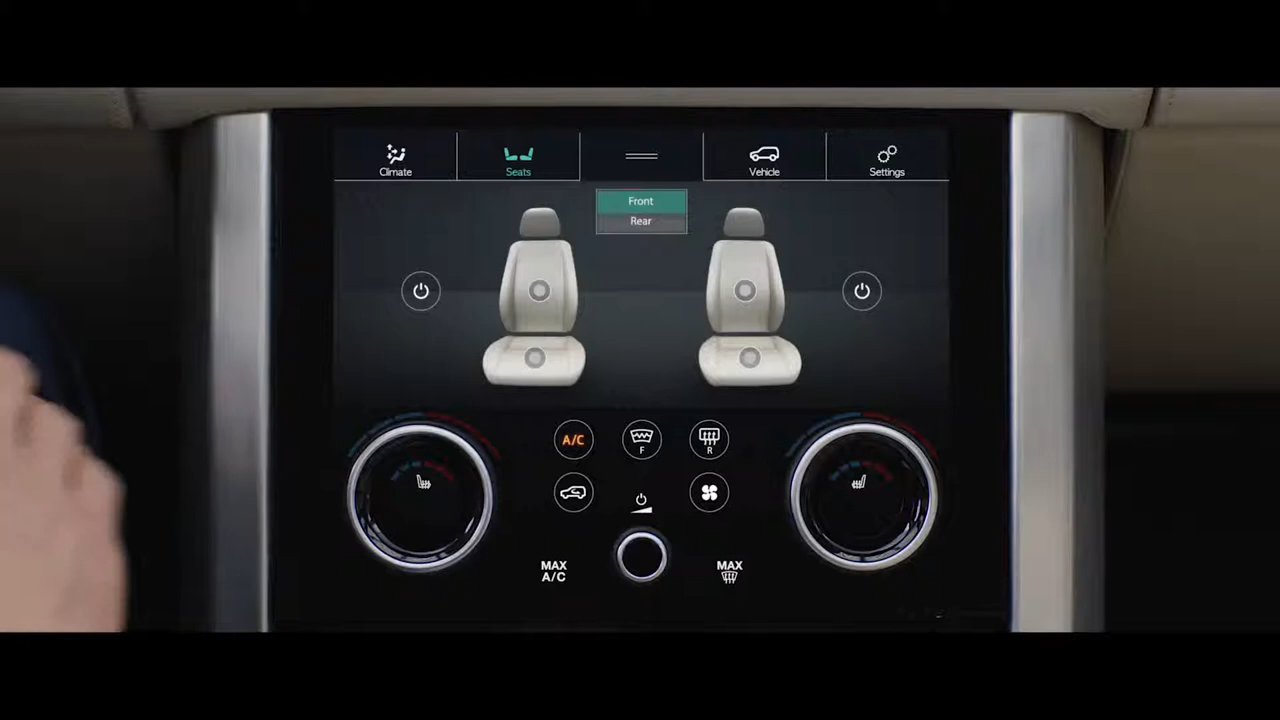 Climate
Seats
Vehicle
Settings
Front
Rear
A/C
F
R
MAX
A/C
MAX